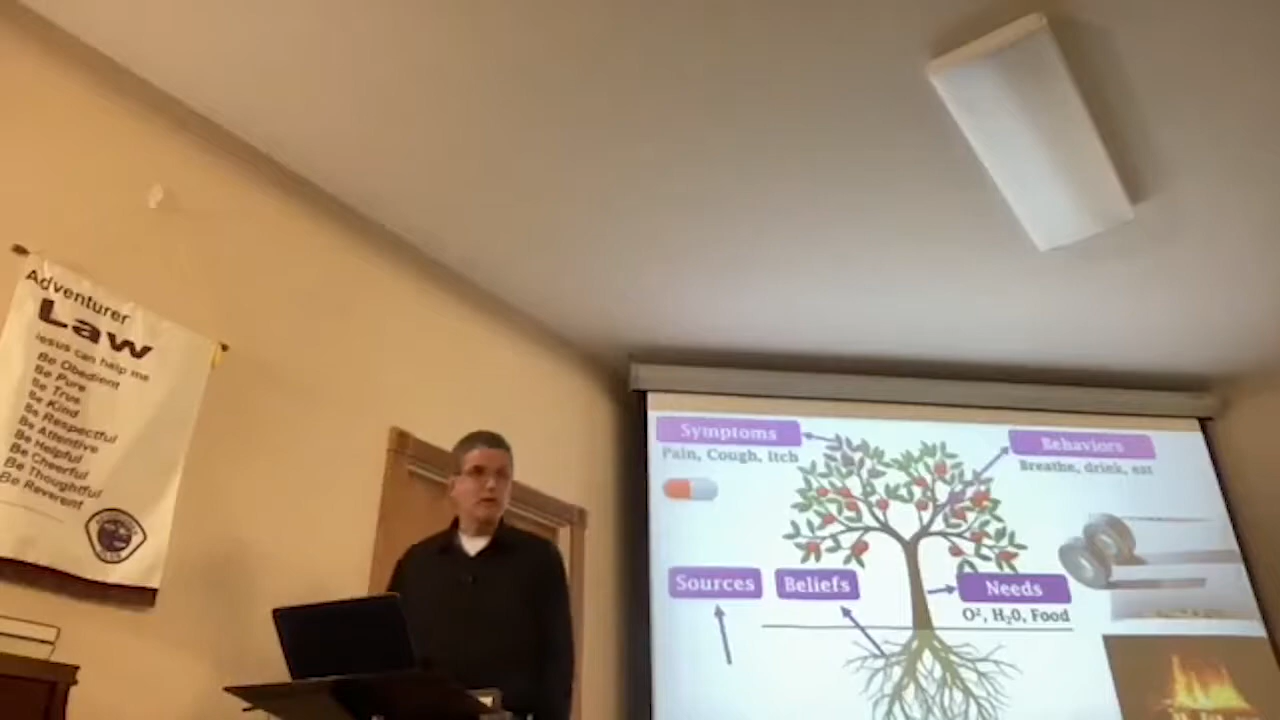 Adventurer
Law
Jesus can help me
Be Obedient
Be Pure
Be True
Be Kind
Be Respectful
Be Attentive
Be Helpful
Be Cheerful
Be Thoughtful
Be Reverent
Symptoms
Pain, Cough, Itch
Behaviors
Breathe, drink, eat
Sources
Beliefs
Needs
O², H₂0, Food